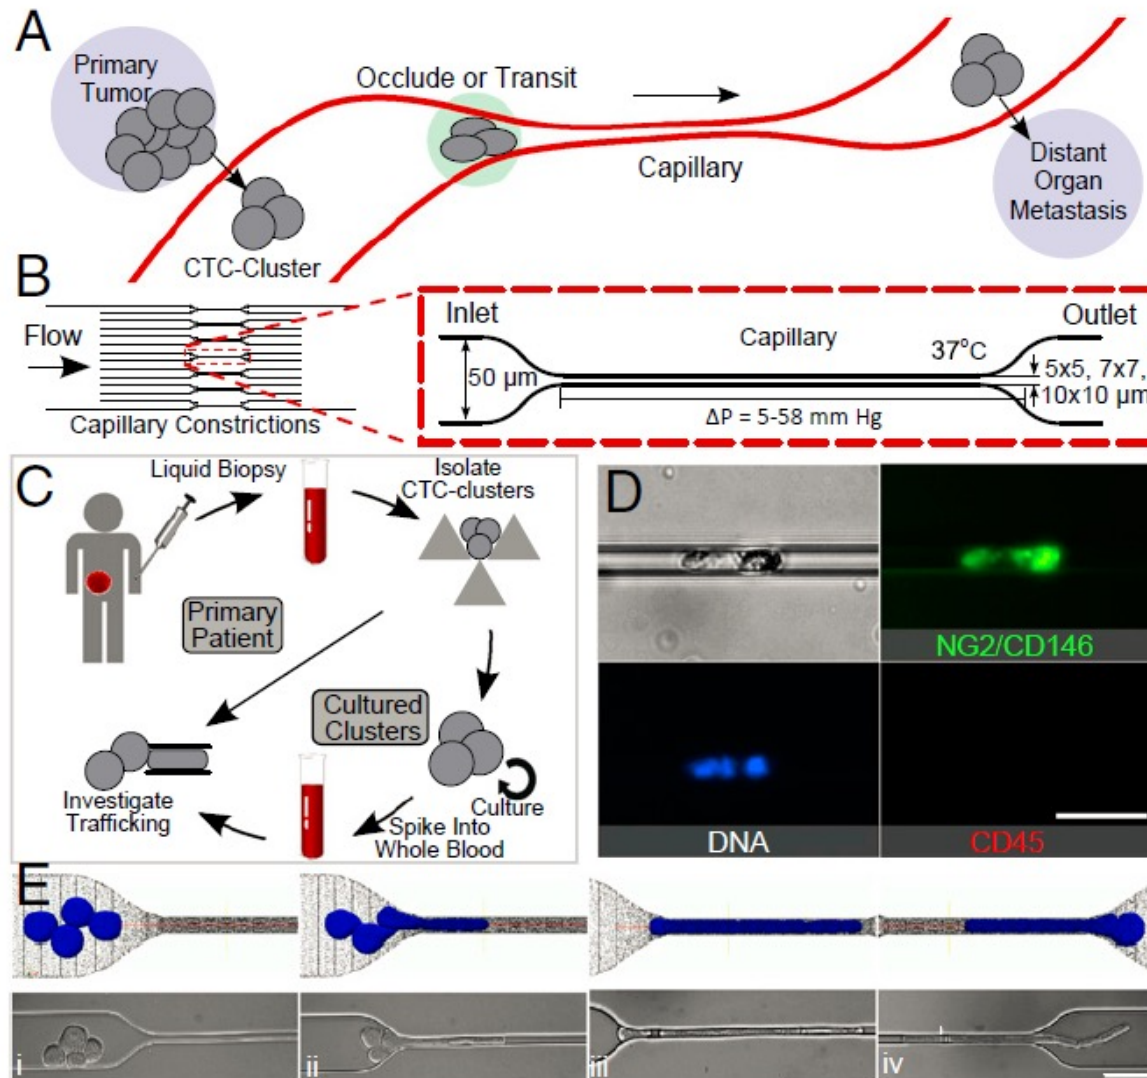 A
Primary
Tumor
Occlude or Transit
Capillary
CTC-Cluster
Distant
Organ
Metastasis
B
Flow
Capillary Constrictions
Inlet
Capillary
Outlet
50 µm
37°C
5x5, 7x7,
10x10 µm
ΔP = 5-58 mm Hg
C
Liquid Biopsy
Isolate
CTC-clusters
Primary
Patient
Cultured
Clusters
Investigate
Trafficking
Spike Into
Whole Blood
Culture
D
NG2/CD146
DNA
CD45
E
i
ii
iii
iv